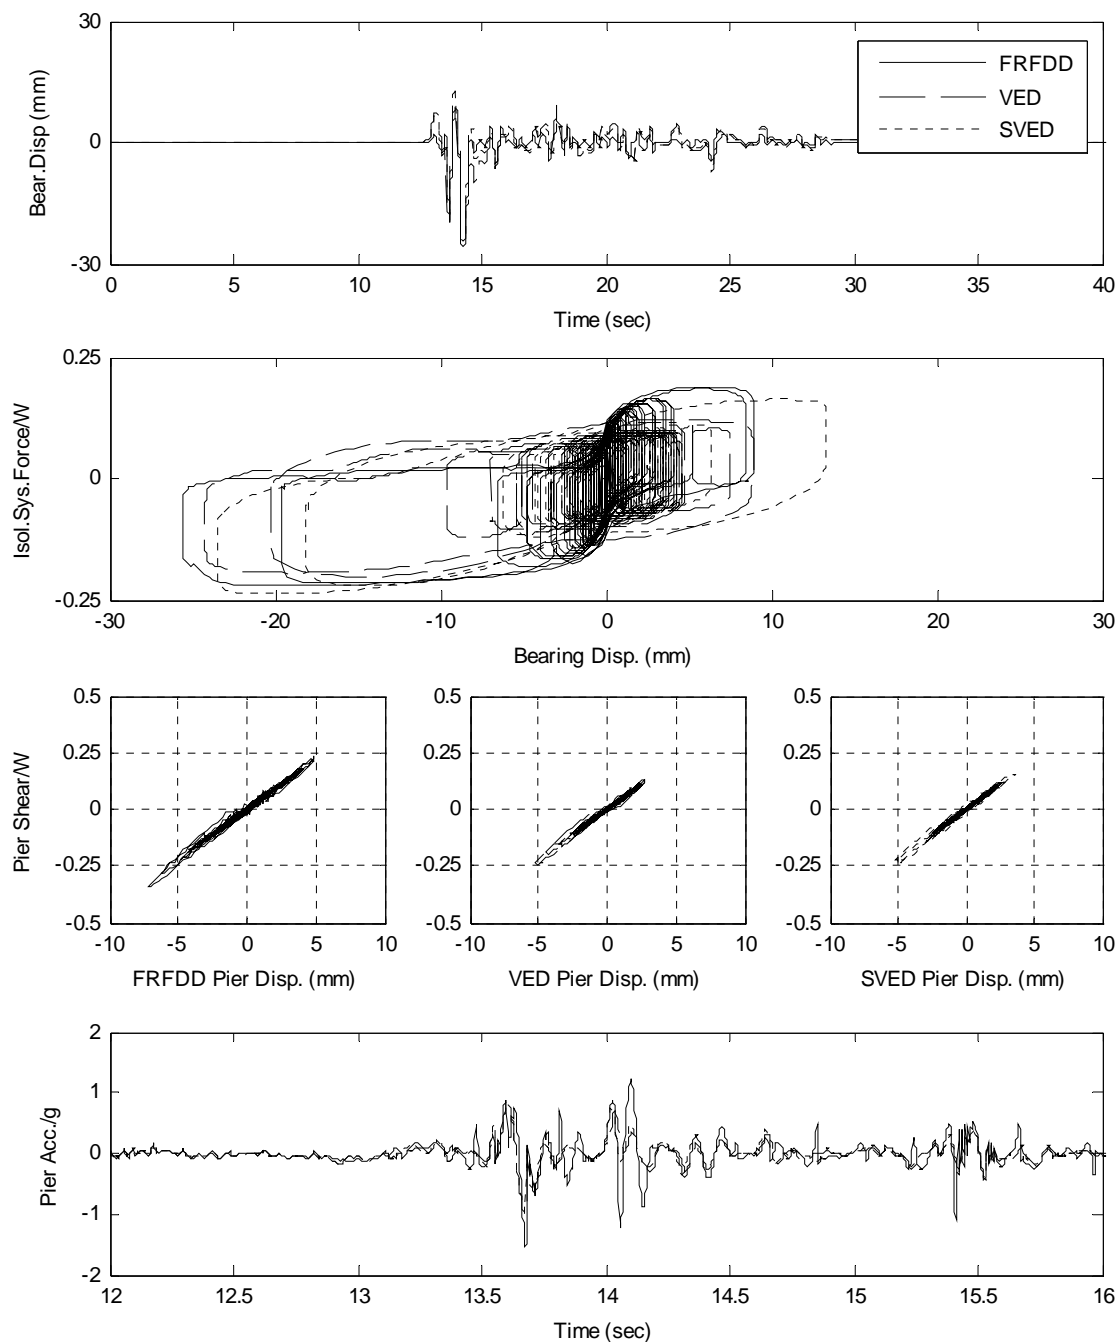 30
0
-30
Bear.Disp (mm)
FRFDD
VED
SVED
0 5 10 15 20 25 30 35 40
Time (sec)
0.25
0
-0.25
Isol.Sys.Force/W
-30 -20 -10 0 10 20 30
Bearing Disp. (mm)
0.5 0.5 0.5
0.25 0.25 0.25
0 0 0
-0.25 -0.25 -0.25
-0.5 -0.5 -0.5
Pier Shear/W
-10 -5 0 5 10 -10 -5 0 5 10 -10 -5 0 5 10
FRFDD Pier Disp. (mm) VED Pier Disp. (mm) SVED Pier Disp. (mm)
2
1
0
-1
-2
Pier Acc./g
12 12.5 13 13.5 14 14.5 15 15.5 16
Time (sec)